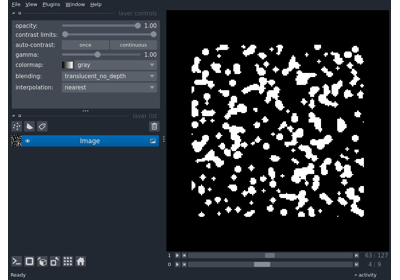 File View Plugins Window Help
layer controls
opacity: 1.00
contrast limits:
auto-contrast: once continuous
gamma: 1.00
colormap: gray
blending: translucent_no_depth
interpolation: nearest
layer list
Image
1 63 127
0 4 9
Ready activity